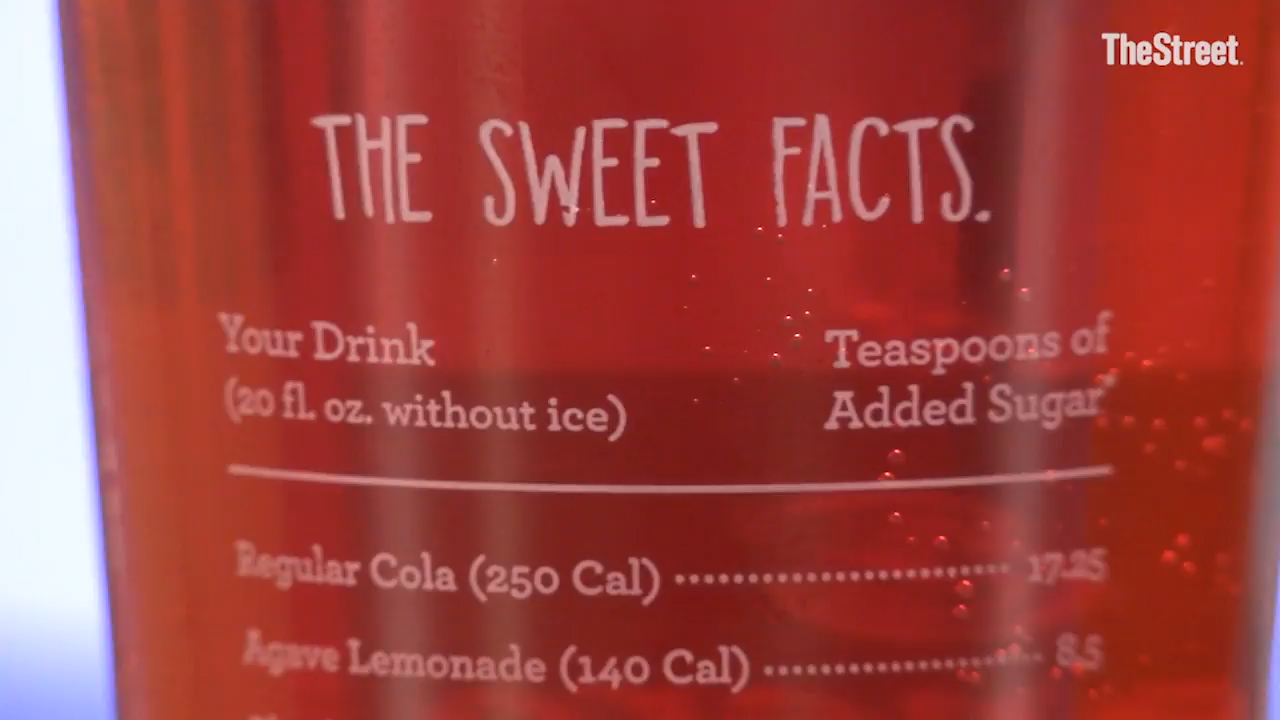 TheStreet.
THE SWEET FACTS.
Your Drink
(20 fl. oz. without ice)
Teaspoons of
Added Sugar*
Regular Cola (250 Cal) 17.25
Agave Lemonade (140 Cal) 8.5